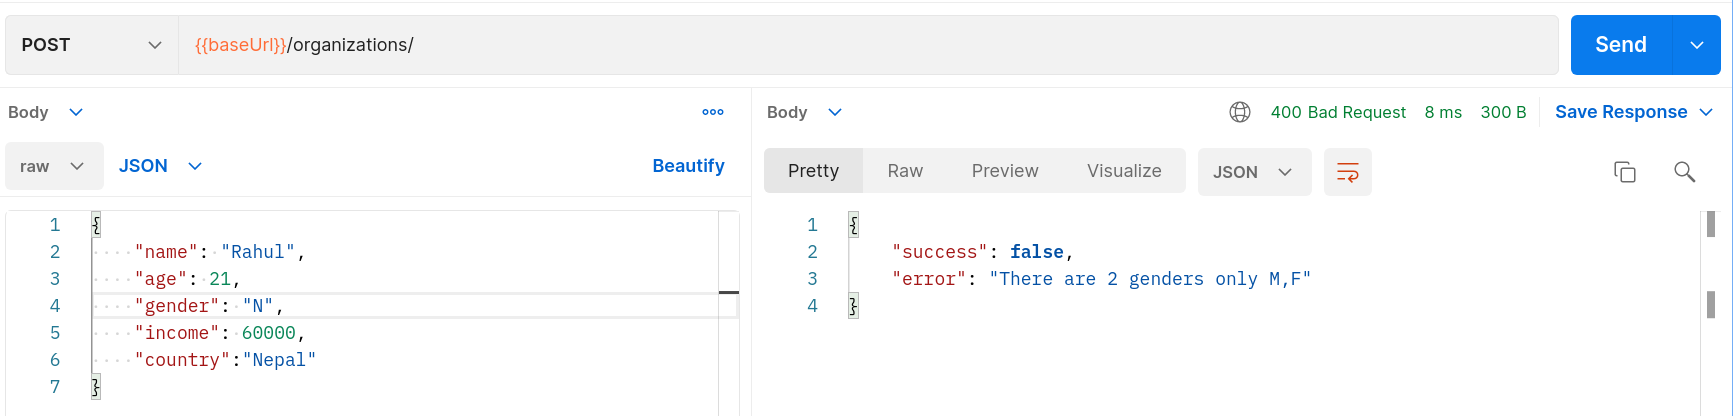 POST {{baseUrl}}/organizations/ Send
Body Body 400 Bad Request 8 ms 300 B Save Response
raw JSON Beautify Pretty Raw Preview Visualize JSON
1 {
2 "name": "Rahul",
3 "age": 21,
4 "gender": "N",
5 "income": 60000,
6 "country":"Nepal"
7 }
1 {
2 "success": false,
3 "error": "There are 2 genders only M,F"
4 }